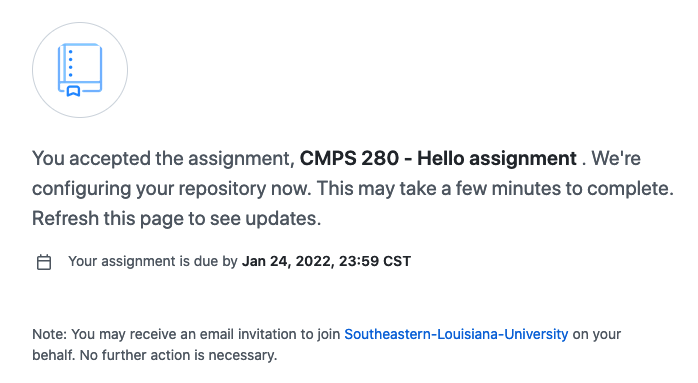 You accepted the assignment, CMPS 280 - Hello assignment . We're
configuring your repository now. This may take a few minutes to complete.
Refresh this page to see updates.
Your assignment is due by Jan 24, 2022, 23:59 CST
Note: You may receive an email invitation to join Southeastern-Louisiana-University on your
behalf. No further action is necessary.